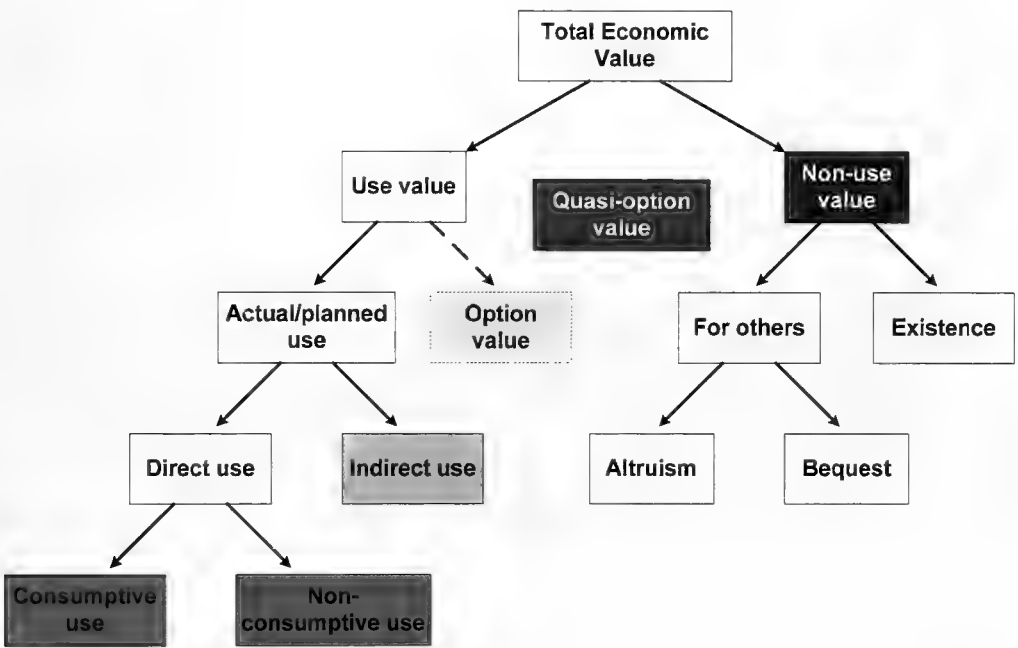 Total Economic
Value
Use value
Quasi-option
value
Non-use
value
Actual/planned
use
Option
value
For others
Existence
Direct use
Indirect use
Altruism
Bequest
Consumptive
use
Non-
consumptive use